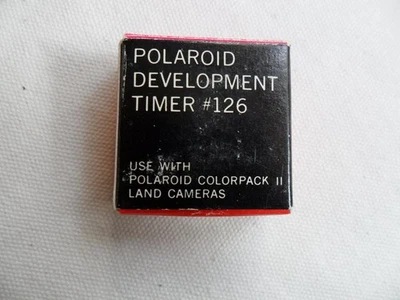 POLAROID
DEVELOPMENT
TIMER #126
USE WITH
POLAROID COLORPACK II
LAND CAMERAS